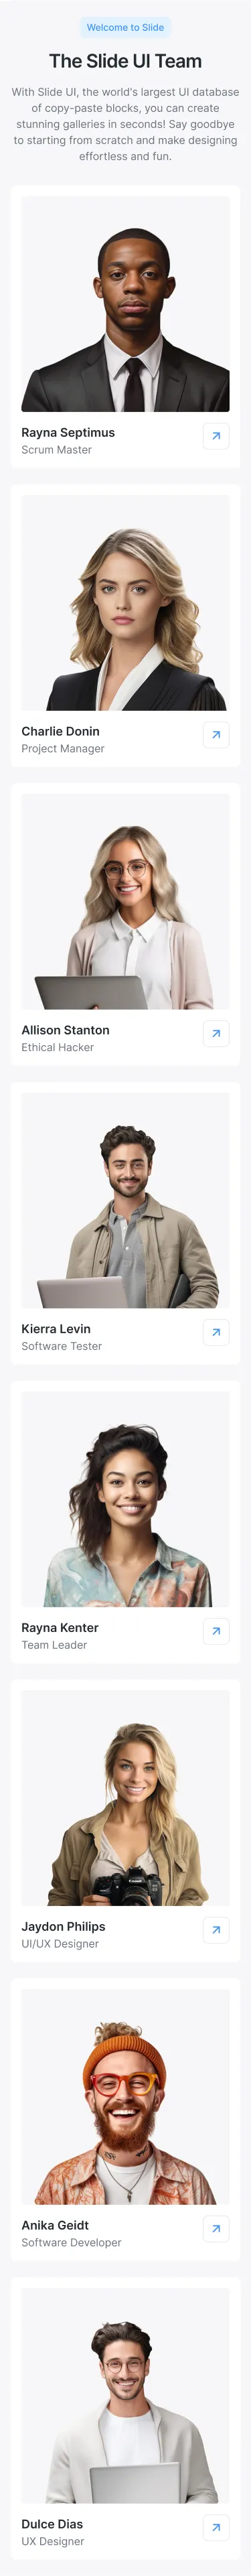 Welcome to Slide
The Slide UI Team
With Slide UI, the world's largest UI database
of copy-paste blocks, you can create
stunning galleries in seconds! Say goodbye
to starting from scratch and make designing
effortless and fun.
Rayna Septimus
Scrum Master
Charlie Donin
Project Manager
Allison Stanton
Ethical Hacker
Kierra Levin
Software Tester
Rayna Kenter
Team Leader
Jaydon Philips
UI/UX Designer
Anika Geidt
Software Developer
Dulce Dias
UX Designer